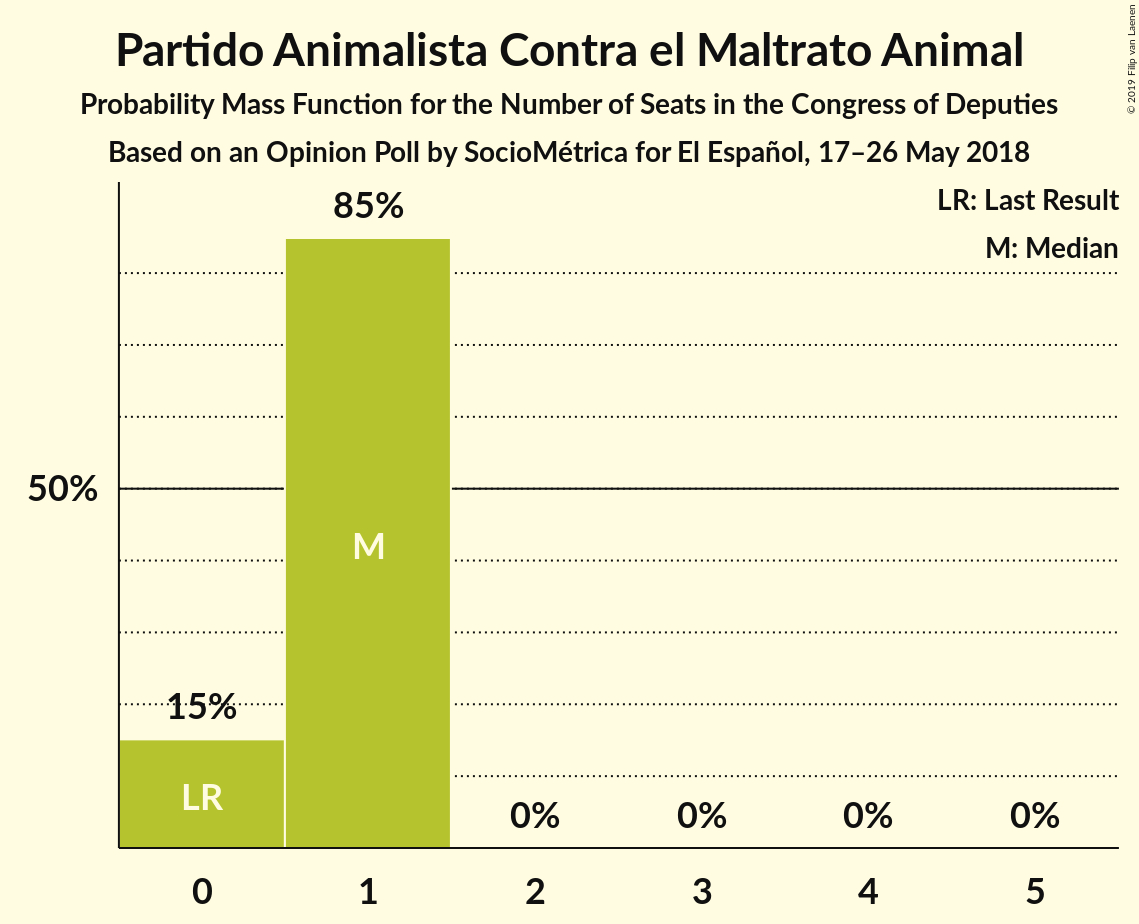 Partido Animalista Contra el Maltrato Animal
Probability Mass Function for the Number of Seats in the Congress of Deputies
Based on an Opinion Poll by SocioMétrica for El Español, 17–26 May 2018
© 2019 Filip van Laenen
LR: Last Result
M: Median
85%
50%
M
15%
LR
0% 0% 0% 0%
0 1 2 3 4 5